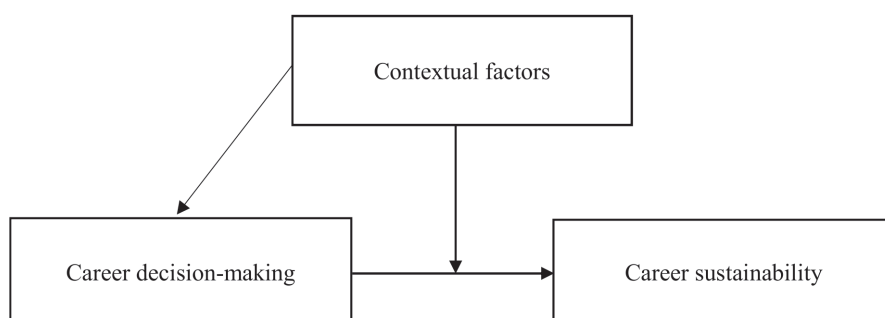 Contextual factors
Career decision-making
Career sustainability